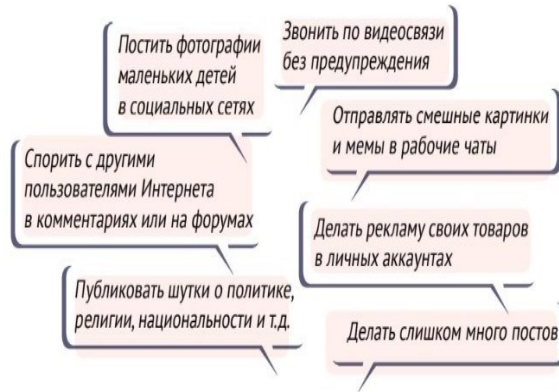 Постить фотографии
маленьких детей
в социальных сетях
Звонить по видеосвязи
без предупреждения
Отправлять смешные картинки
и мемы в рабочие чаты
Спорить с другими
пользователями Интернета
в комментариях или на форумах
Делать рекламу своих товаров
в личных аккаунтах
Публиковать шутки о политике,
религии, национальности и т.д.
Делать слишком много постов